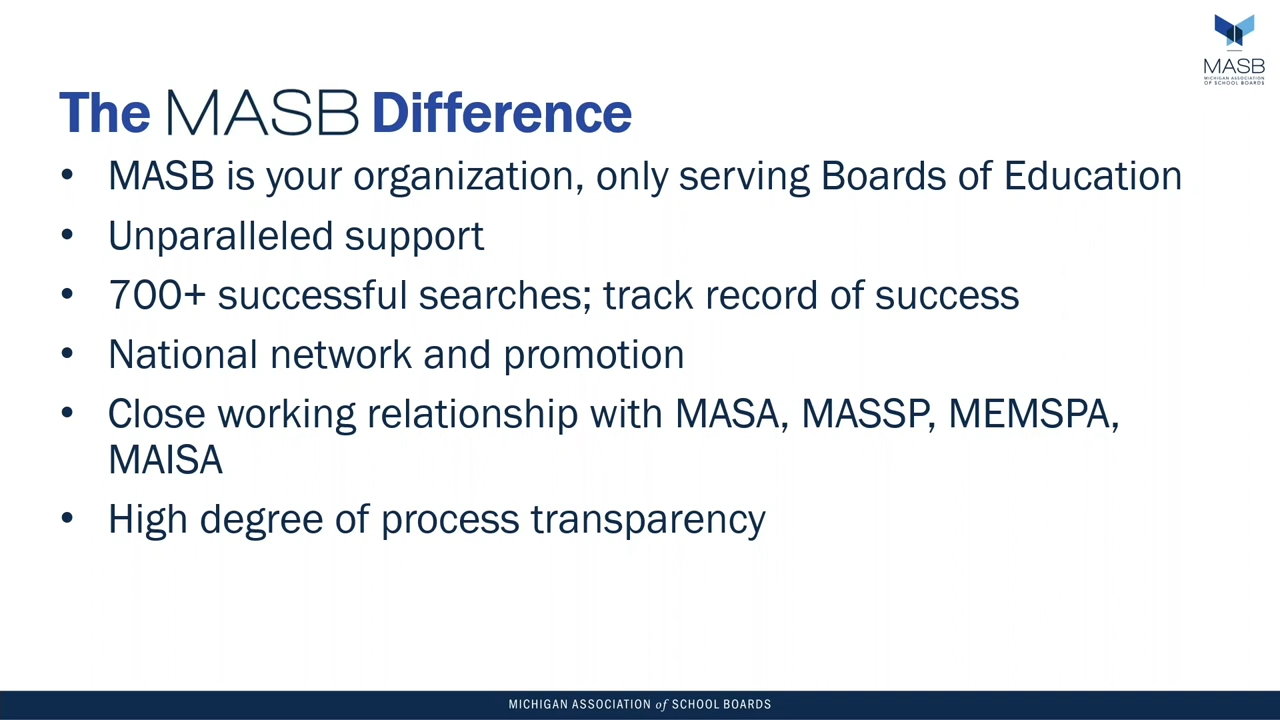 MASB
MICHIGAN ASSOCIATION
OF SCHOOL BOARDS
The MASB Difference
• MASB is your organization, only serving Boards of Education
• Unparalleled support
• 700+ successful searches; track record of success
• National network and promotion
• Close working relationship with MASA, MASSP, MEMSPA,
MAISA
• High degree of process transparency
MICHIGAN ASSOCIATION of SCHOOL BOARDS